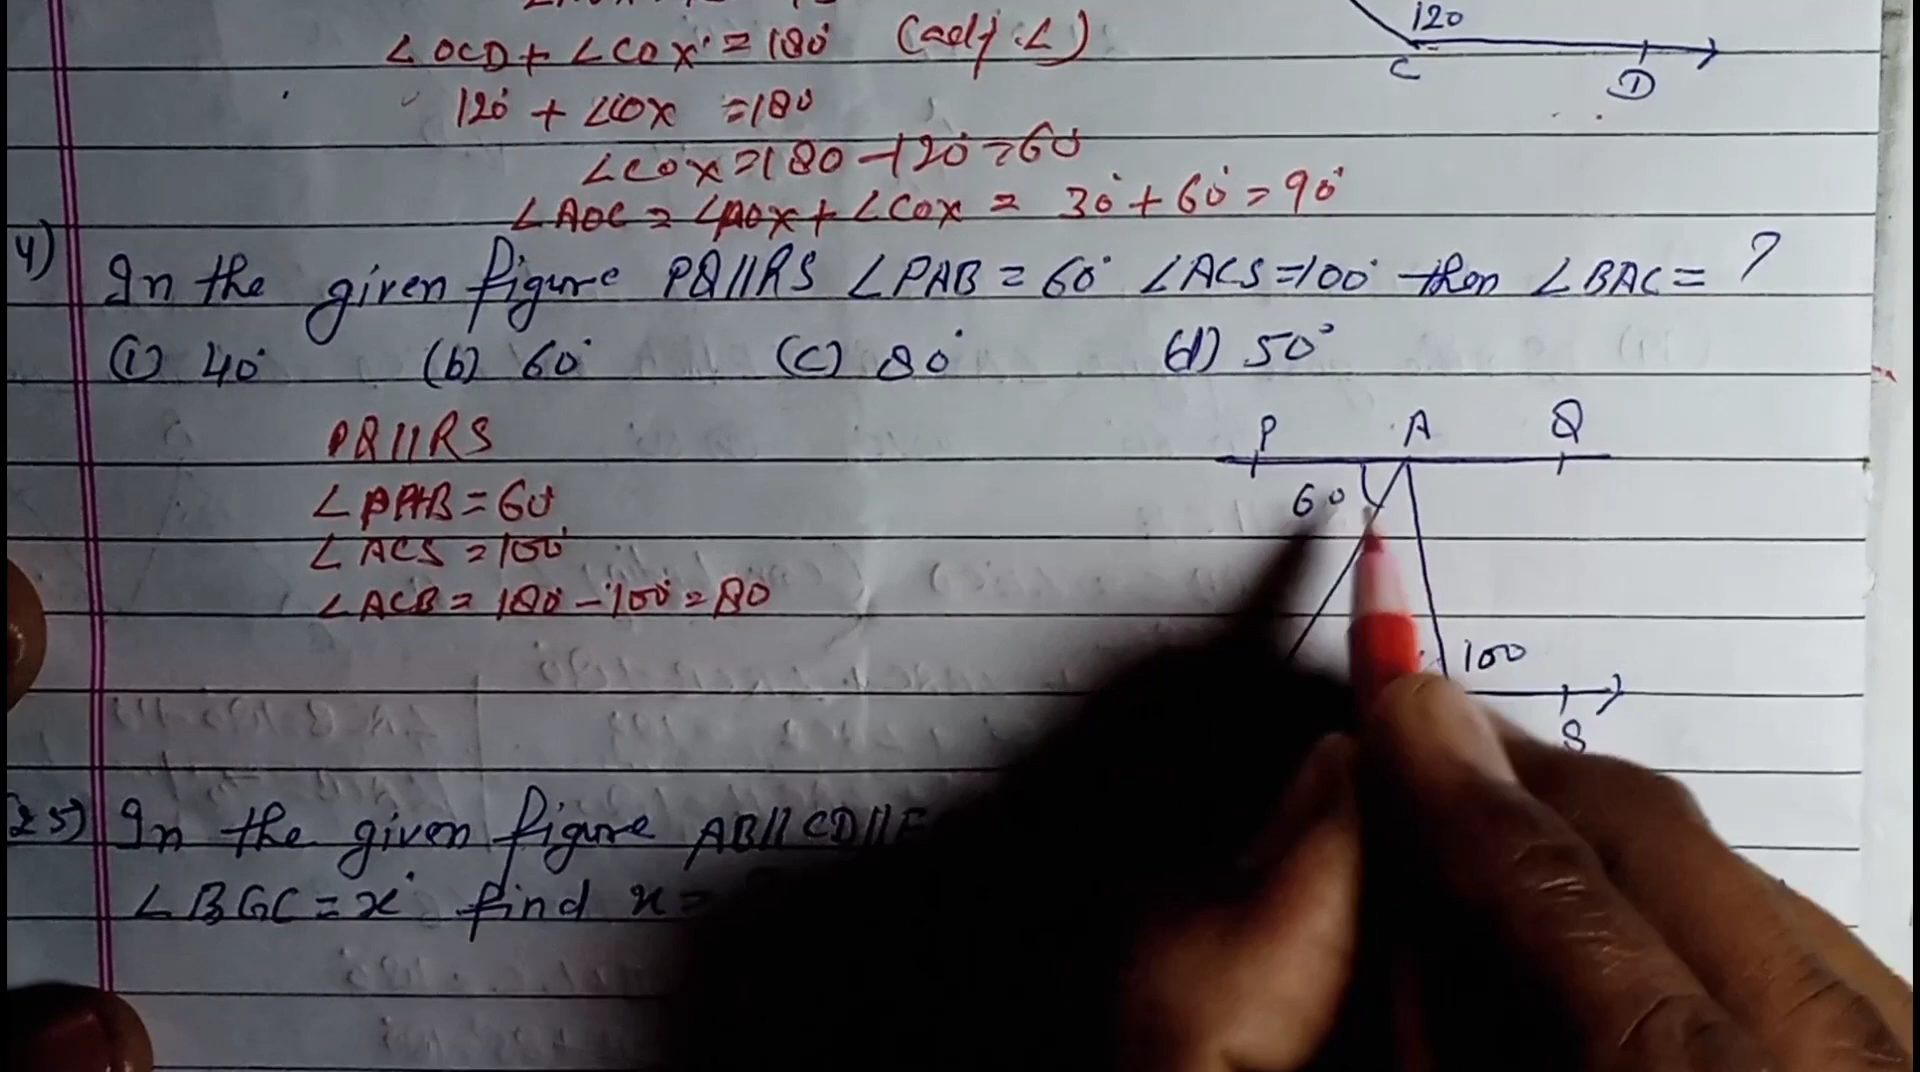 ∠OCD + ∠COX = 180° (adj.∠)
120° + ∠COX = 180
∠COX = 180 - 120 = 60
∠AOC = ∠AOX + ∠COX = 30° + 60° = 90°
120
C
D
4) In the given figure PQ//RS ∠PAB = 60° ∠ACS = 100° then ∠BAC = ?
(i) 40° (b) 60° (c) 80° (d) 50°
PQ//RS
∠PAB = 60
∠ACS = 100
∠ACB = 180 - 100 = 80
P A Q
60
100
S
25) In the given figure AB//CD//
∠BGC = x° find x =